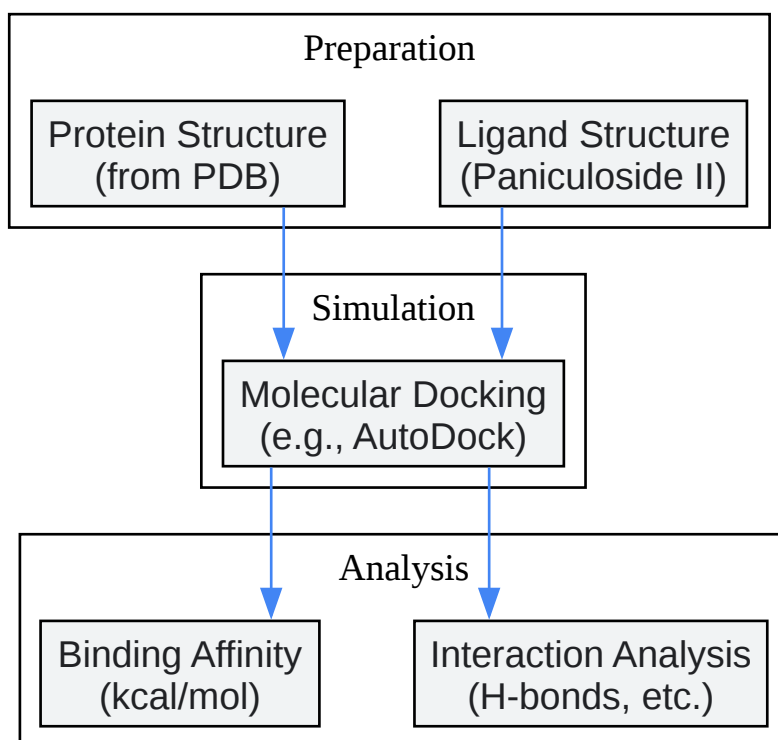 Preparation
Protein Structure
(from PDB)
Ligand Structure
(Paniculoside II)
Simulation
Molecular Docking
(e.g., AutoDock)
Analysis
Binding Affinity
(kcal/mol)
Interaction Analysis
(H-bonds, etc.)